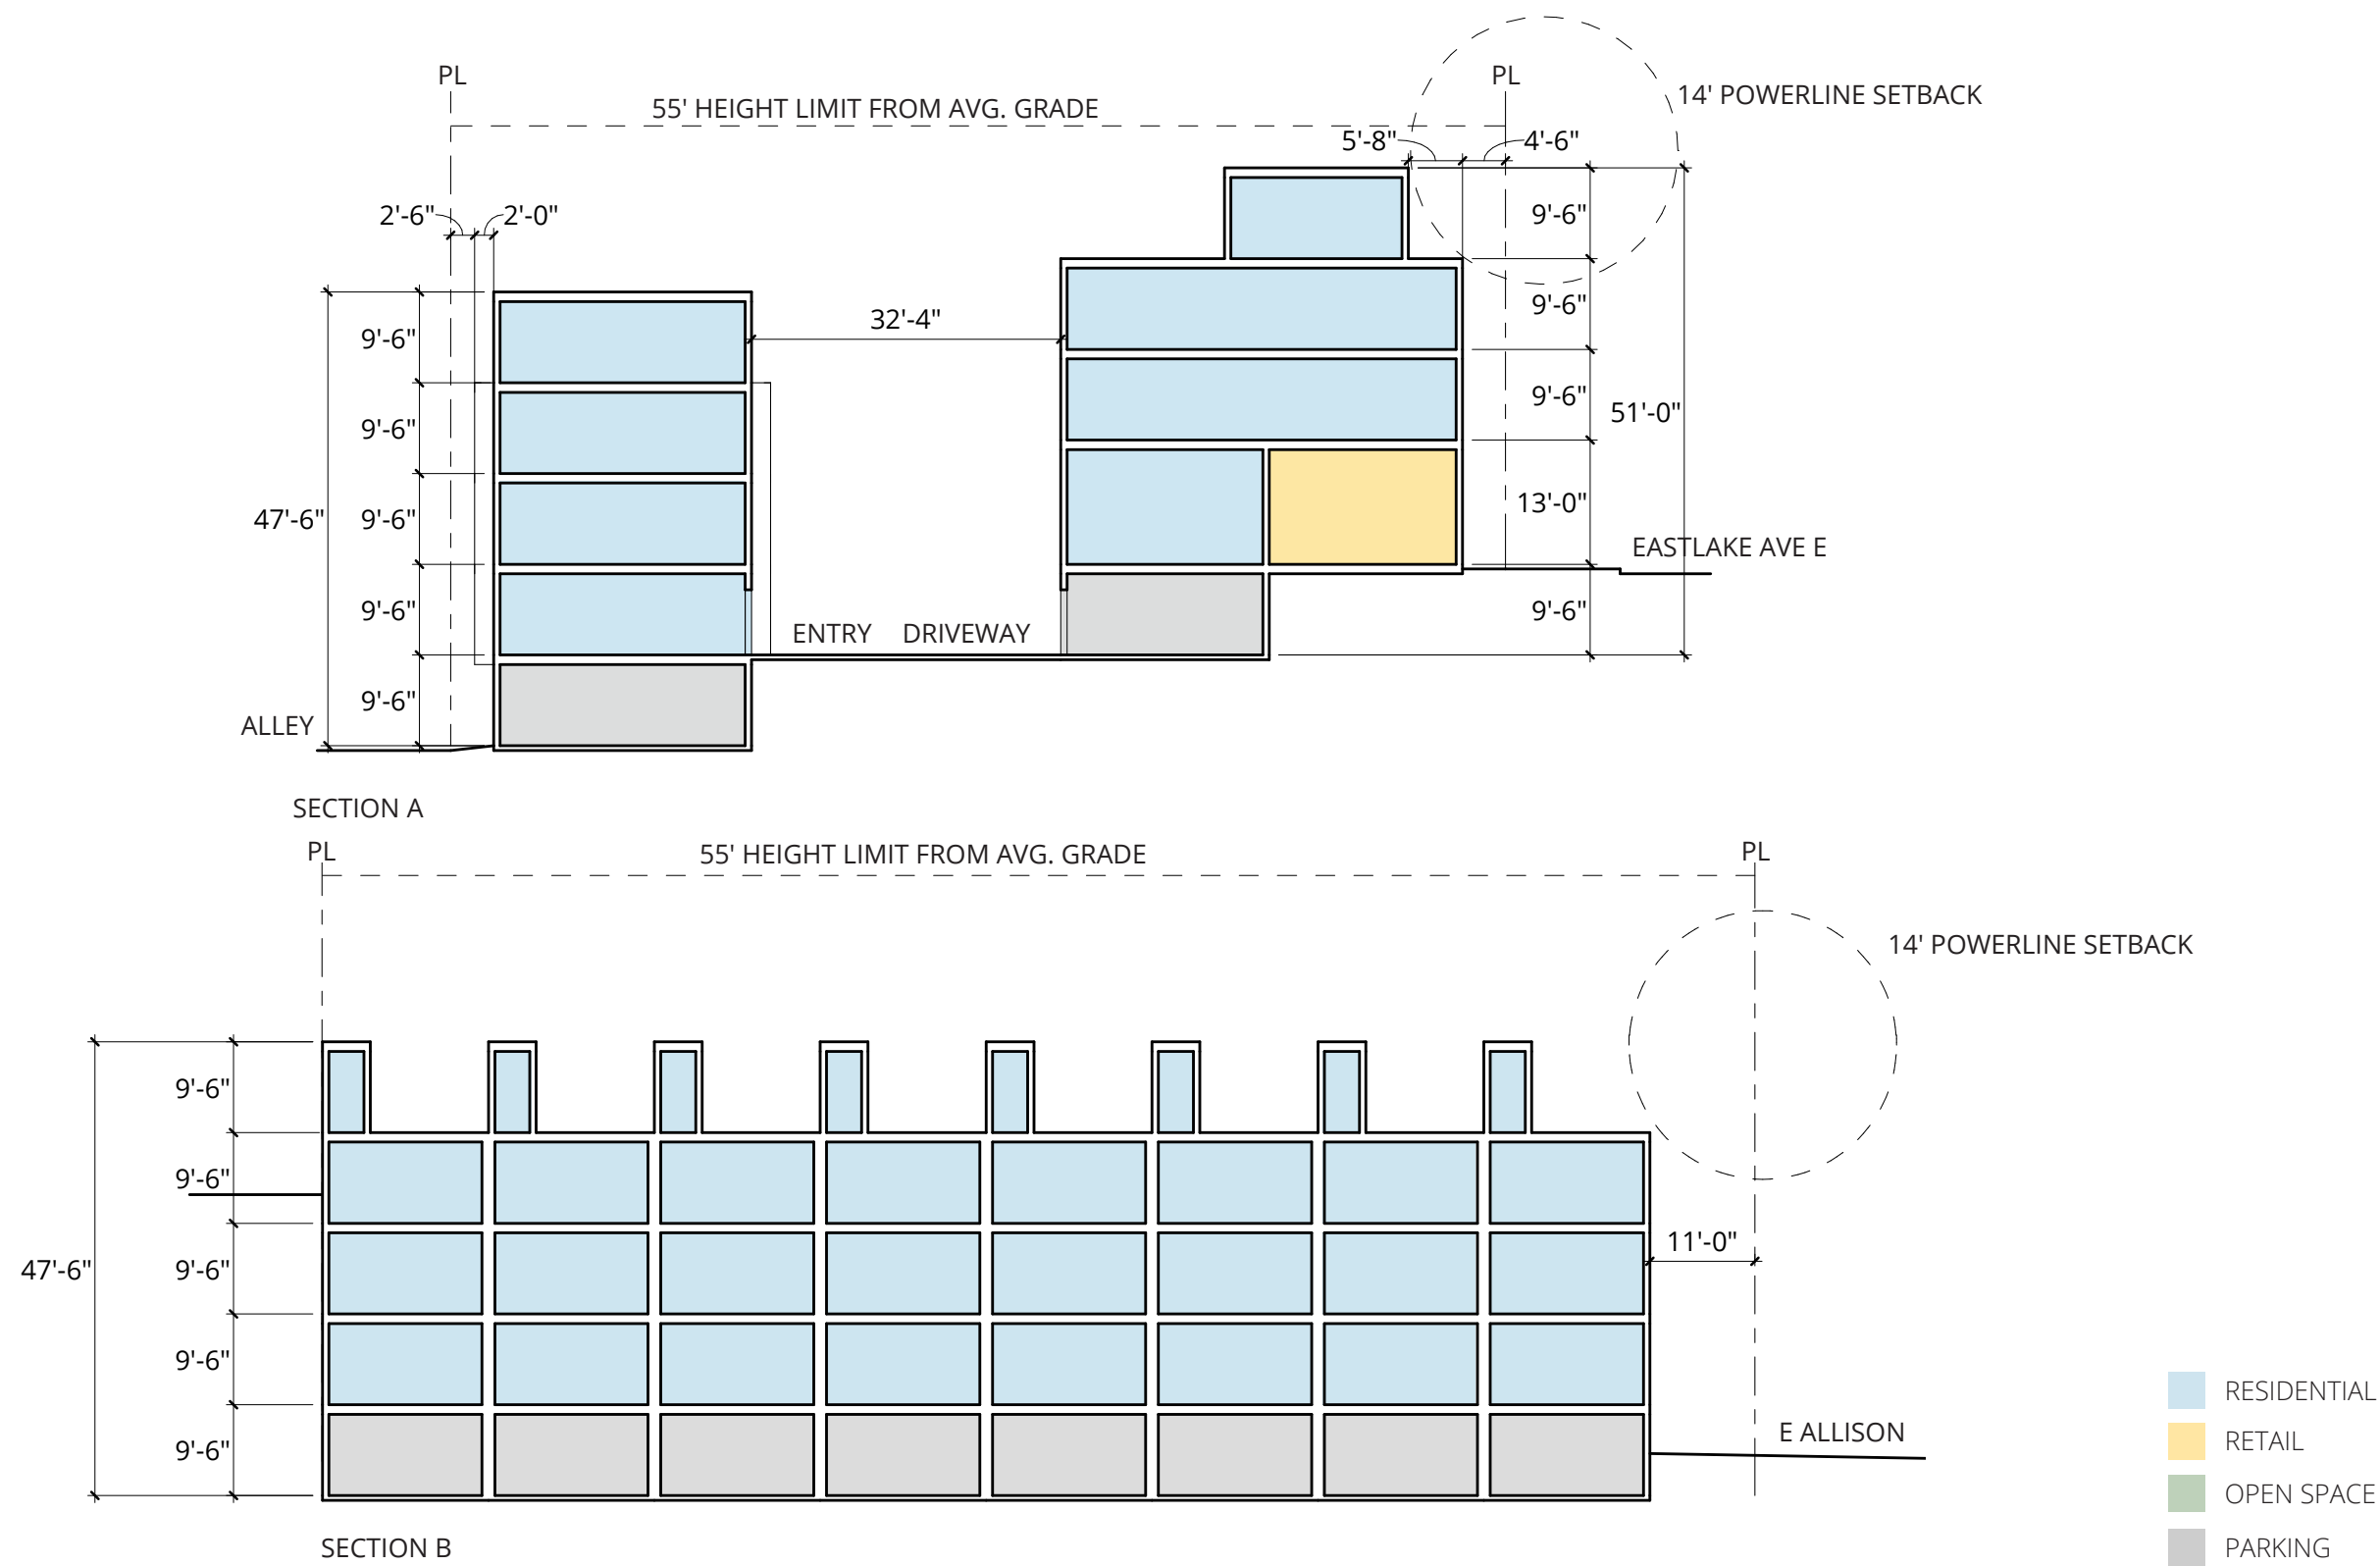 PL
PL
14' POWERLINE SETBACK
55' HEIGHT LIMIT FROM AVG. GRADE
5'-8"
4'-6"
2'-6"
2'-0"
9'-6"
32'-4"
9'-6"
9'-6"
9'-6"
9'-6"
51'-0"
47'-6"
9'-6"
13'-0"
EASTLAKE AVE E
9'-6"
9'-6"
ENTRY
DRIVEWAY
9'-6"
ALLEY
SECTION A
PL
55' HEIGHT LIMIT FROM AVG. GRADE
PL
14' POWERLINE SETBACK
9'-6"
9'-6"
11'-0"
47'-6"
9'-6"
9'-6"
RESIDENTIAL
E ALLISON
RETAIL
9'-6"
OPEN SPACE
SECTION B
PARKING